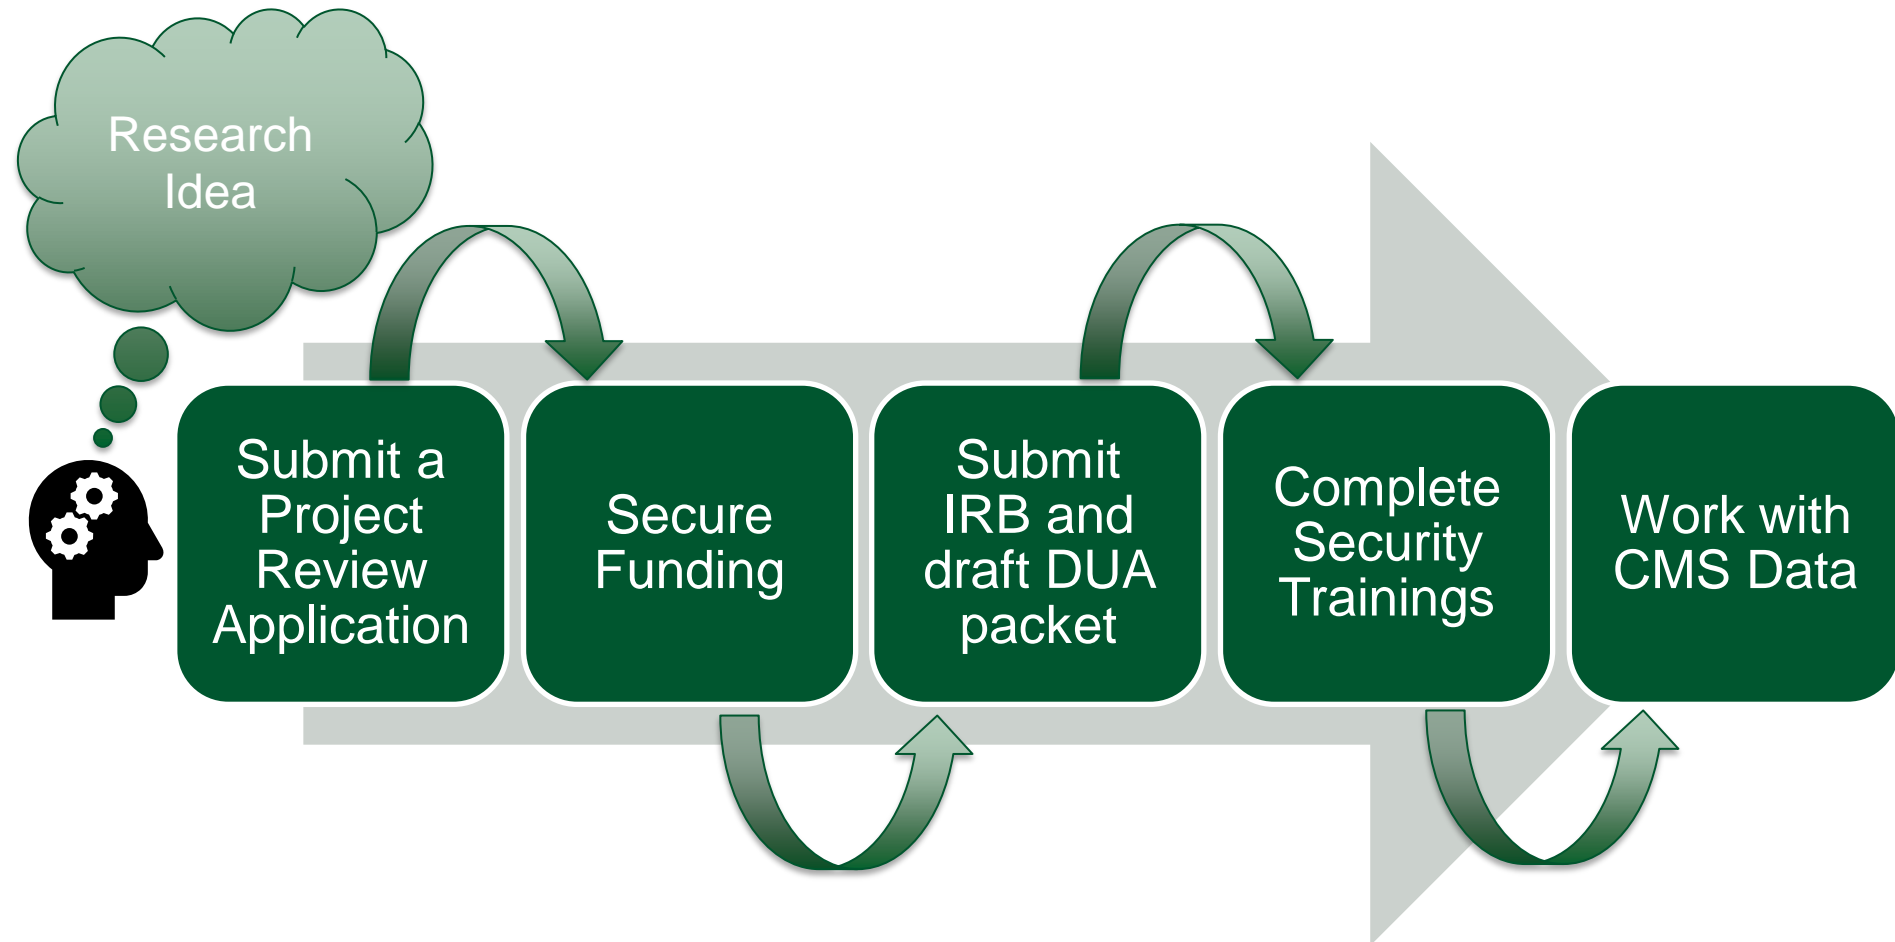 Research
Idea
Submit a
Project
Review
Application
Secure
Funding
Submit
IRB and
draft DUA
packet
Complete
Security
Trainings
Work with
CMS Data